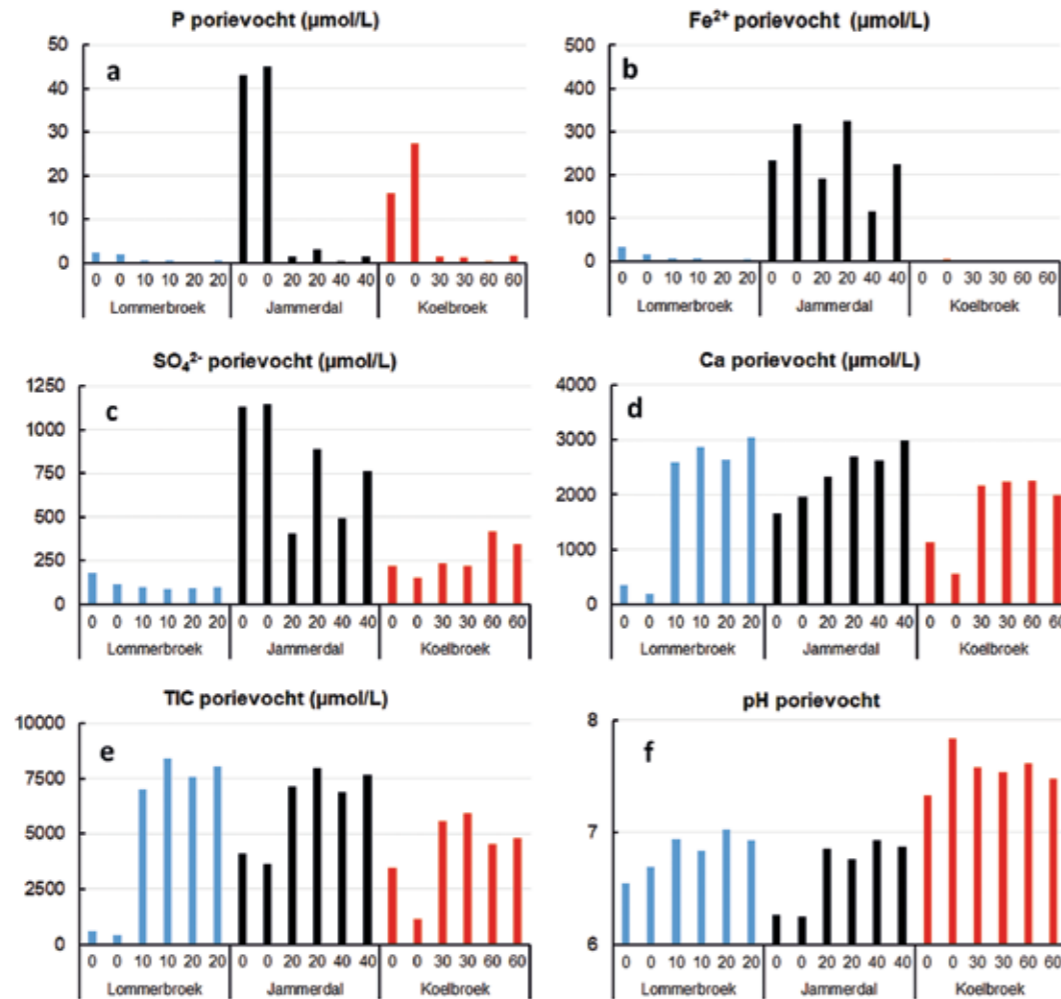 P porievocht (µmol/L)
50
40
30
20
10
0
a
0 0 10 10 20 20 0 0 20 20 40 40 0 0 30 30 60 60
Lommerbroek Jammerdal Koelbroek
Fe²⁺ porievocht (µmol/L)
500
400
300
200
100
0
b
0 0 10 10 20 20 0 0 20 20 40 40 0 0 30 30 60 60
Lommerbroek Jammerdal Koelbroek
SO₄²⁻ porievocht (µmol/L)
1250
1000
750
500
250
0
c
0 0 10 10 20 20 0 0 20 20 40 40 0 0 30 30 60 60
Lommerbroek Jammerdal Koelbroek
Ca porievocht (µmol/L)
4000
3000
2000
1000
0
d
0 0 10 10 20 20 0 0 20 20 40 40 0 0 30 30 60 60
Lommerbroek Jammerdal Koelbroek
TIC porievocht (µmol/L)
10000
7500
5000
2500
0
e
0 0 10 10 20 20 0 0 20 20 40 40 0 0 30 30 60 60
Lommerbroek Jammerdal Koelbroek
pH porievocht
8
7
6
f
0 0 10 10 20 20 0 0 20 20 40 40 0 0 30 30 60 60
Lommerbroek Jammerdal Koelbroek